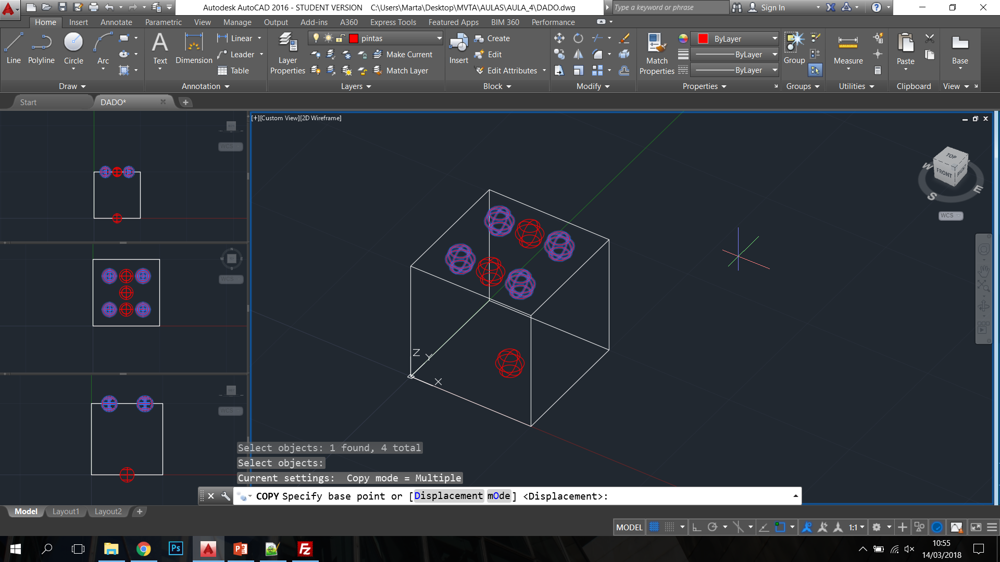 Autodesk AutoCAD 2016 - STUDENT VERSION C:\Users\Marta\Desktop\MVTA\AULAS\AULA_4\DADO.dwg
Type a keyword or phrase
Sign In
Home Insert Annotate Parametric View Manage Output Add-ins A360 Express Tools Featured Apps BIM 360 Performance
Line Polyline Circle Arc
Draw
Text Dimension
Linear
Leader
Table
Annotation
Layer Properties
pintas
Make Current
Match Layer
Layers
Insert
Create
Edit
Edit Attributes
Block
Modify
Match Properties
ByLayer
ByLayer
ByLayer
Properties
Group
Groups
Measure
Utilities
Paste
Clipboard
Base
View
Start DADO*
[+][Custom View][2D Wireframe]
WCS
N
W E
S
WCS
WCS
TOP
FRONT RIGHT
W
S E
WCS
Z
Y
X
Select objects: 1 found, 4 total
Select objects:
Current settings: Copy mode = Multiple
COPY Specify base point or [Displacement mOde] <Displacement>:
Model Layout1 Layout2
MODEL 1:1
Ps
10:55
14/03/2018